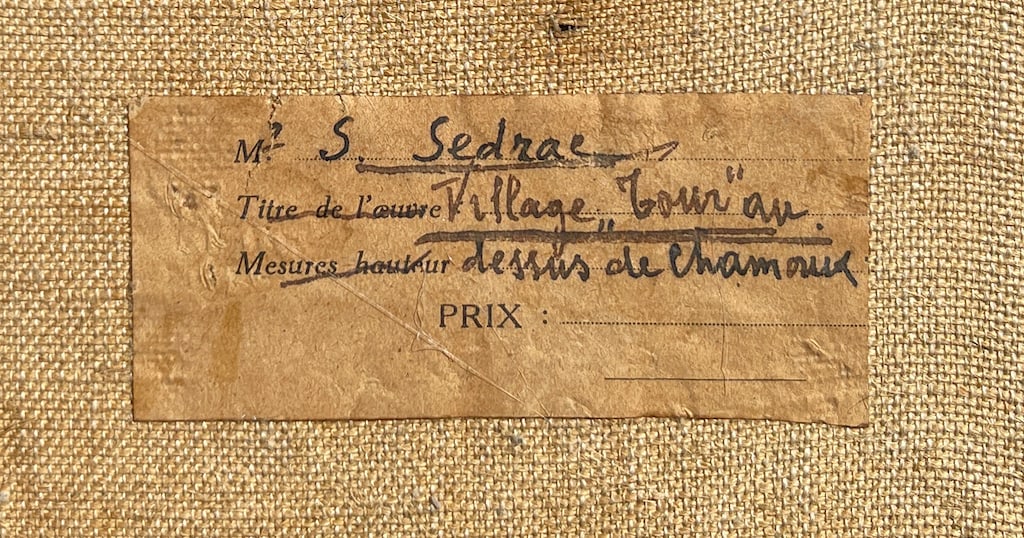 Mr S. Sedrac
Titre de l'œuvre Village „Tour" au
Mesures hauteur dessus de Chamonix
PRIX :